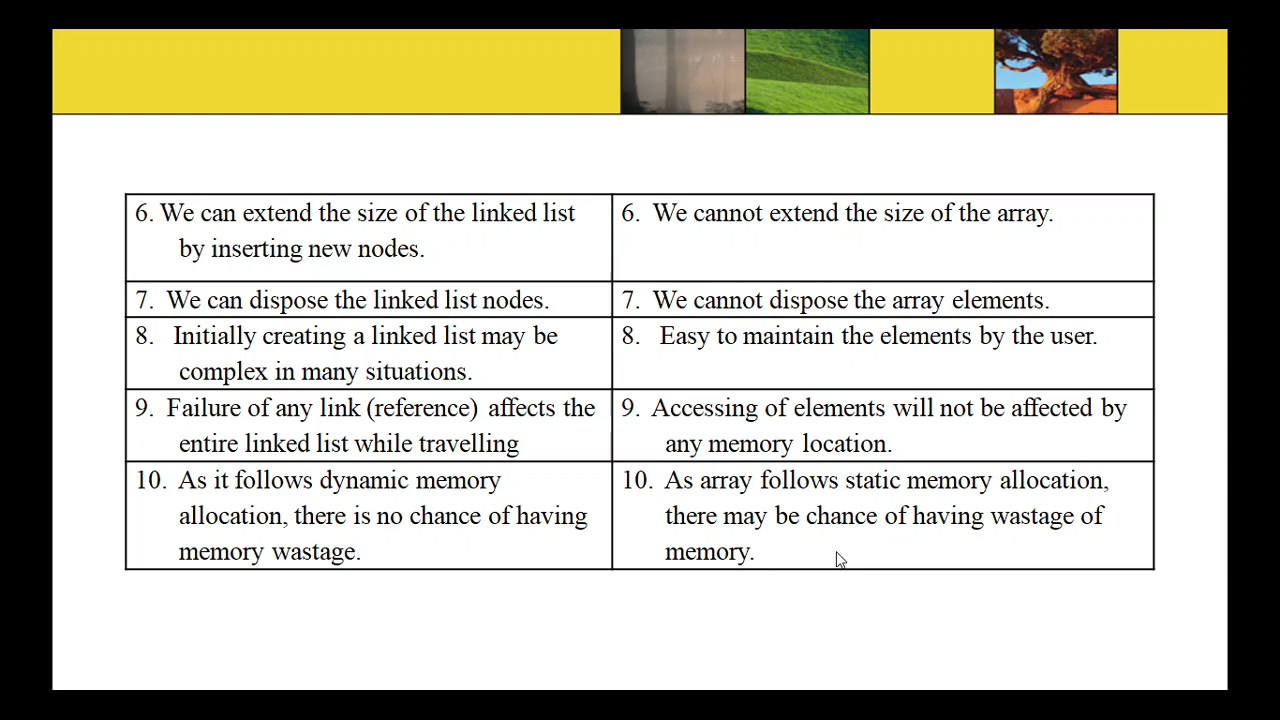 6. We can extend the size of the linked list
by inserting new nodes.
6. We cannot extend the size of the array.
7. We can dispose the linked list nodes.
7. We cannot dispose the array elements.
8. Initially creating a linked list may be
complex in many situations.
8. Easy to maintain the elements by the user.
9. Failure of any link (reference) affects the
entire linked list while travelling
9. Accessing of elements will not be affected by
any memory location.
10. As it follows dynamic memory
allocation, there is no chance of having
memory wastage.
10. As array follows static memory allocation,
there may be chance of having wastage of
memory.